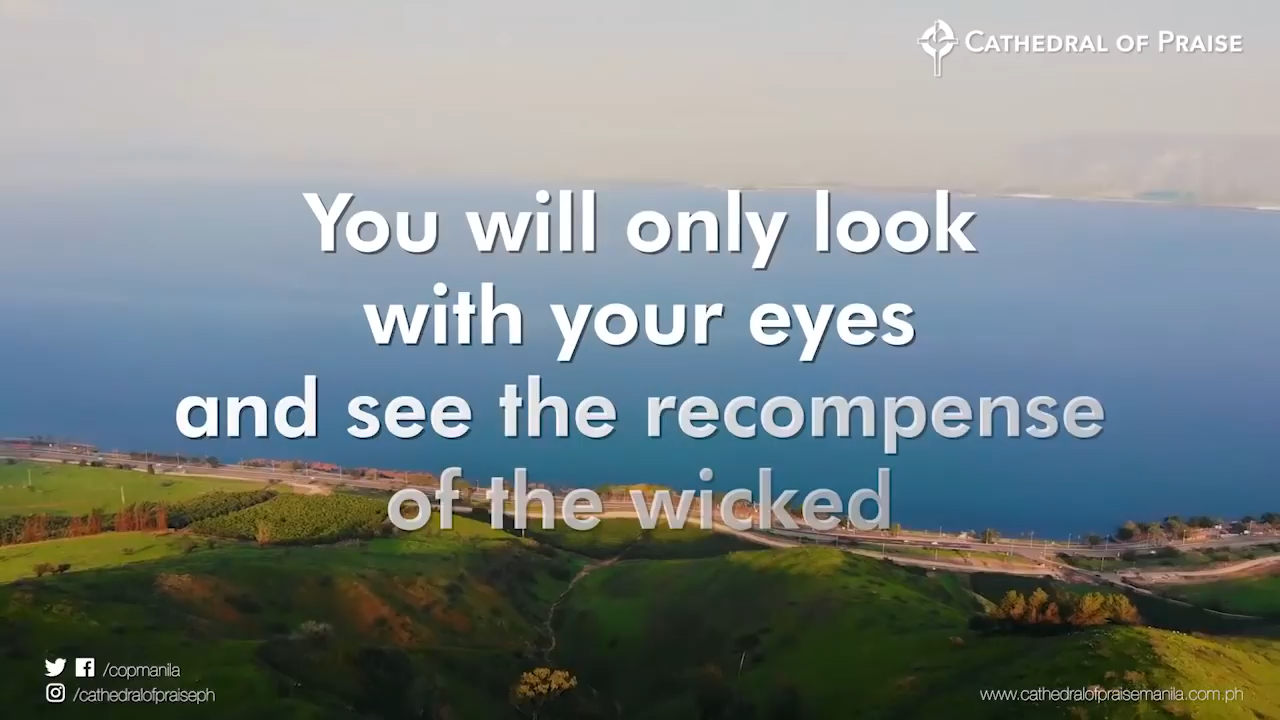 CATHEDRAL OF PRAISE
You will only look
with your eyes
and see the recompense
of the wicked
/copmanila
/cathedralofpraiseph
www.cathedralofpraisemanila.com.ph